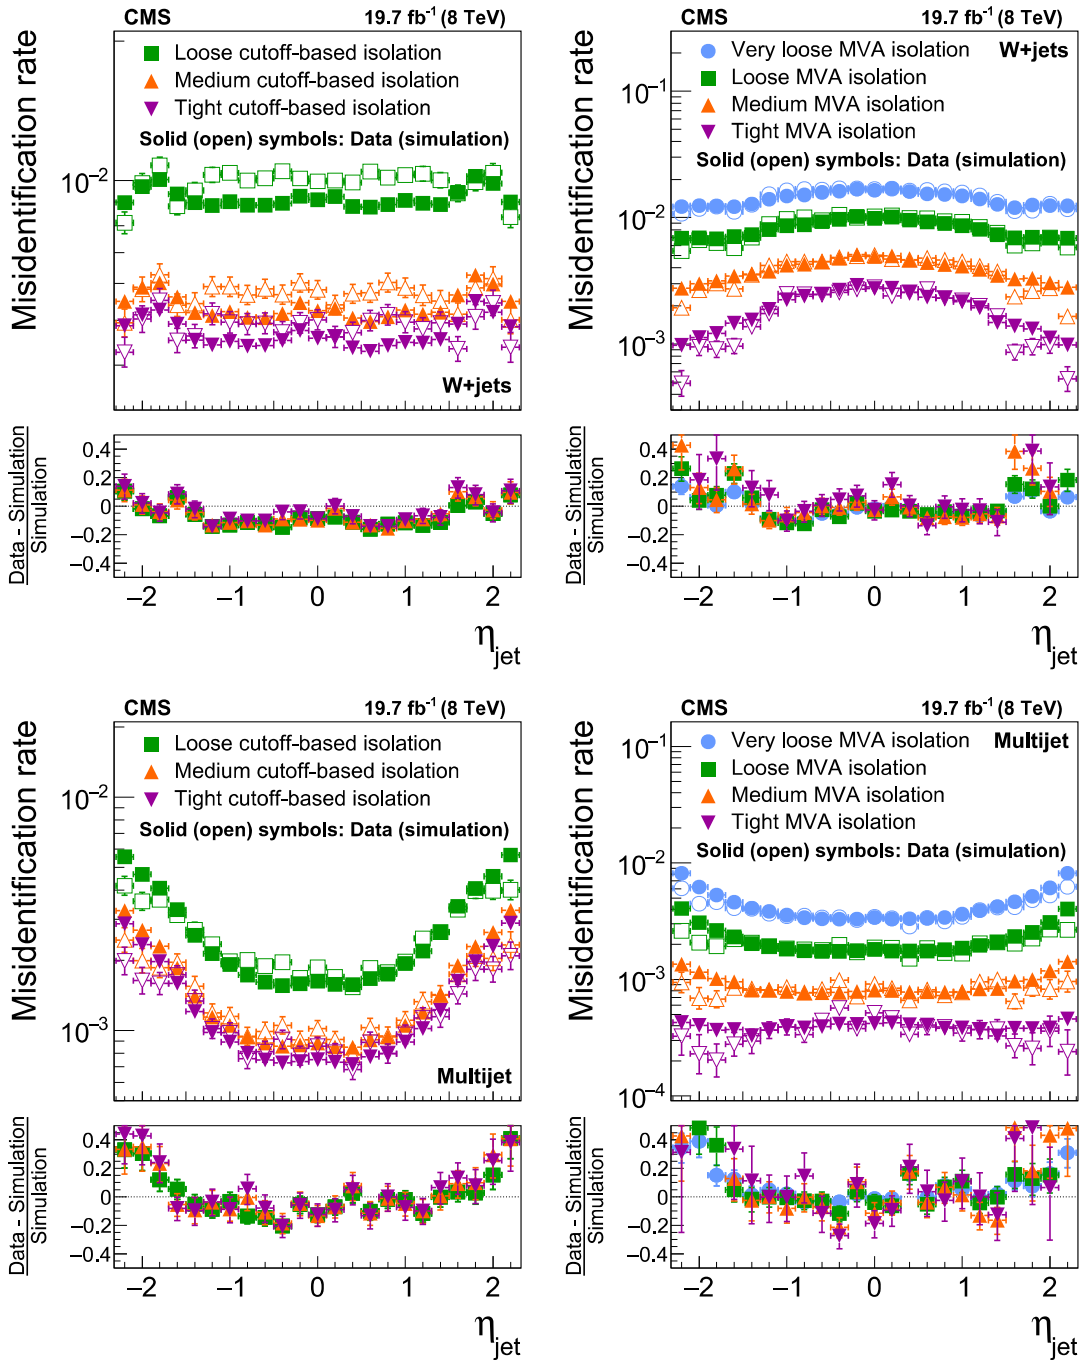 CMS 19.7 fb⁻¹ (8 TeV)
Misidentification rate
Loose cutoff-based isolation
Medium cutoff-based isolation
Tight cutoff-based isolation
Solid (open) symbols: Data (simulation)
10⁻²
W+jets
Data - Simulation
Simulation
0.4
0.2
0
−0.2
−0.4
−2 −1 0 1 2
η_jet
CMS 19.7 fb⁻¹ (8 TeV)
Misidentification rate
Very loose MVA isolation
W+jets
Loose MVA isolation
Medium MVA isolation
Tight MVA isolation
Solid (open) symbols: Data (simulation)
10⁻¹
10⁻²
10⁻³
Data - Simulation
Simulation
0.4
0.2
0
−0.2
−0.4
−2 −1 0 1 2
η_jet
CMS 19.7 fb⁻¹ (8 TeV)
Misidentification rate
Loose cutoff-based isolation
Medium cutoff-based isolation
Tight cutoff-based isolation
Solid (open) symbols: Data (simulation)
10⁻²
10⁻³
Multijet
Data - Simulation
Simulation
0.4
0.2
0
−0.2
−0.4
−2 −1 0 1 2
η_jet
CMS 19.7 fb⁻¹ (8 TeV)
Misidentification rate
Very loose MVA isolation
Multijet
Loose MVA isolation
Medium MVA isolation
Tight MVA isolation
Solid (open) symbols: Data (simulation)
10⁻¹
10⁻²
10⁻³
10⁻⁴
Data - Simulation
Simulation
0.4
0.2
0
−0.2
−0.4
−2 −1 0 1 2
η_jet